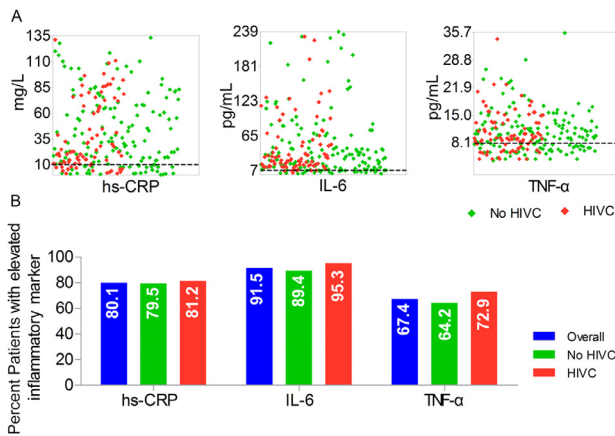 A
135
110
85
60
35
10
mg/L
hs-CRP
239
181
123
65
7
pg/mL
IL-6
35.7
28.8
21.9
15.0
8.1
pg/mL
TNF-α
No HIVC
HIVC
B
Percent Patients with elevated
inflammatory marker
100
80
60
40
20
0
80.1
79.5
81.2
91.5
89.4
95.3
67.4
64.2
72.9
hs-CRP
IL-6
TNF-α
Overall
No HIVC
HIVC